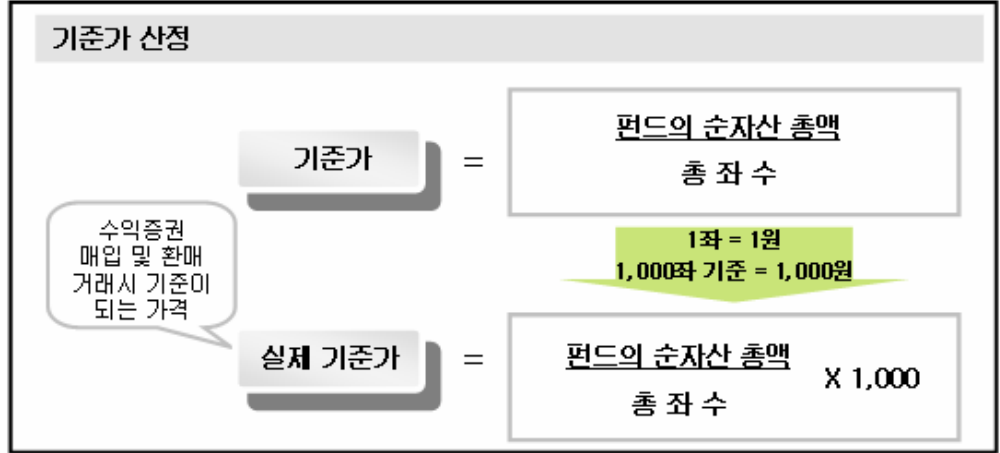 기준가 산정
기준가
=
펀드의 순자산 총액
총 좌 수
1좌 = 1원
1,000좌 기준 = 1,000원
수익증권
매입 및 환매
거래시 기준이
되는 가격
실제 기준가
=
펀드의 순자산 총액
총 좌 수
X 1,000